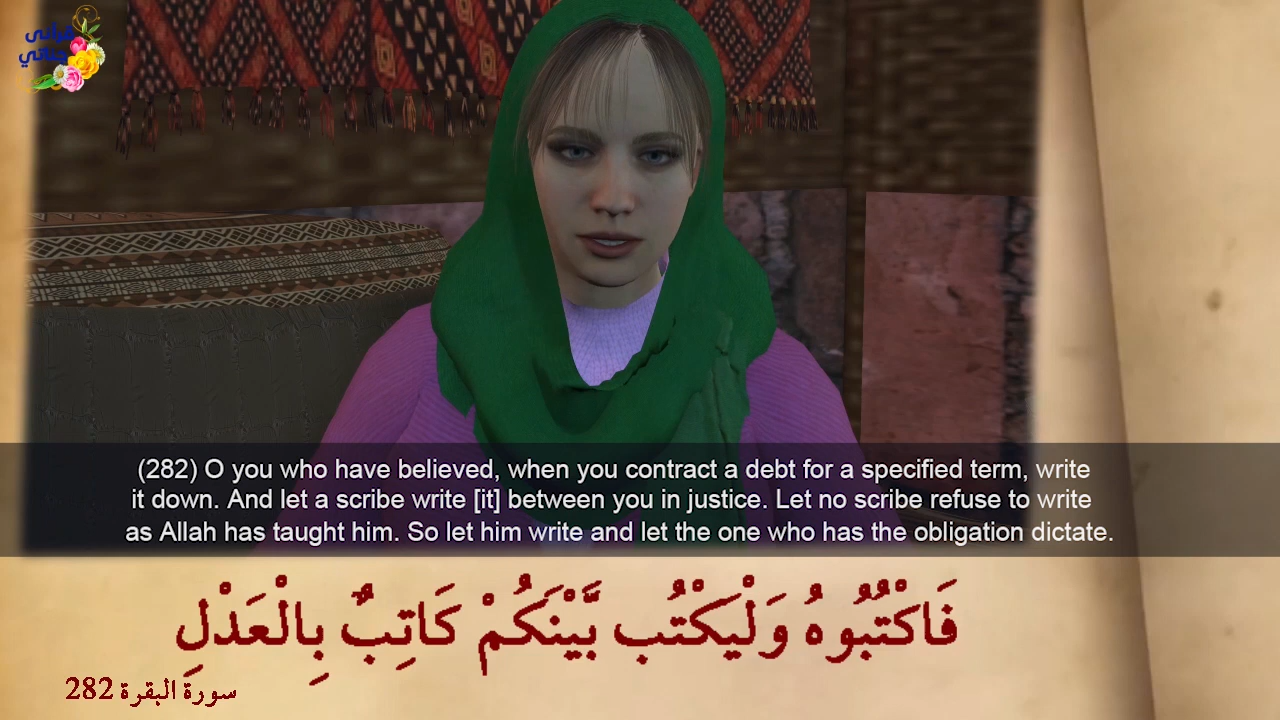 قرآني
حياتي
(282) O you who have believed, when you contract a debt for a specified term, write
it down. And let a scribe write [it] between you in justice. Let no scribe refuse to write
as Allah has taught him. So let him write and let the one who has the obligation dictate.
فَاكْتُبُوهُ وَلْيَكْتُب بَّيْنَكُمْ كَاتِبٌ بِالْعَدْلِ
سورة البقرة 282